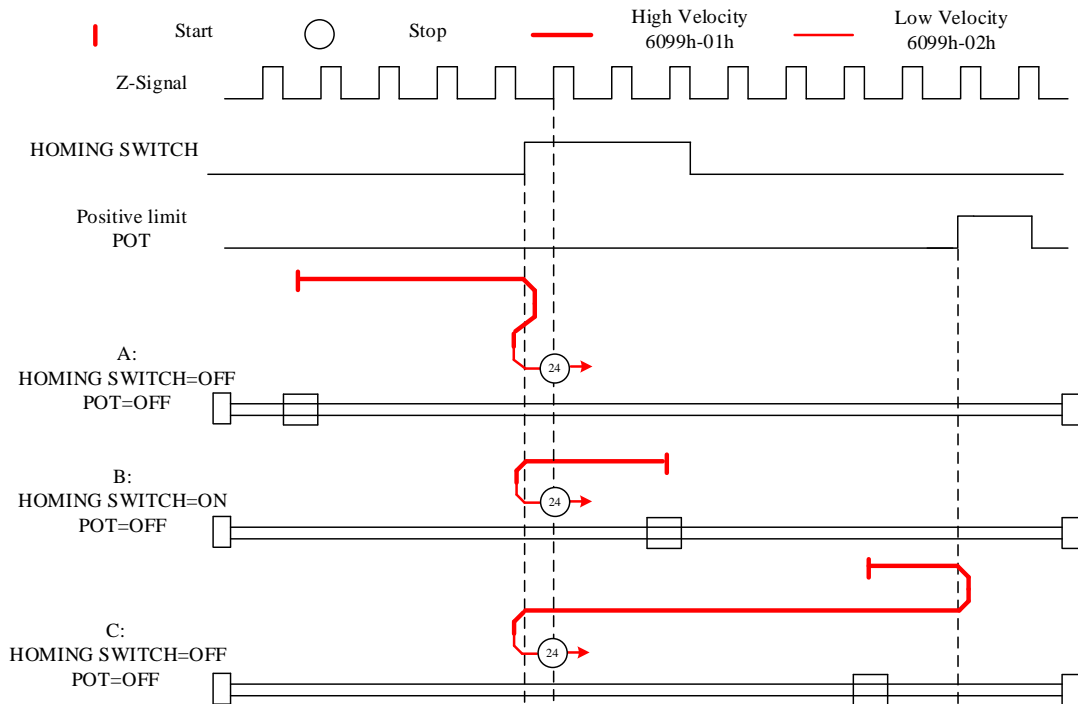 Start
Stop
High Velocity
6099h-01h
Low Velocity
6099h-02h
Z-Signal
HOMING SWITCH
Positive limit
POT
A:
HOMING SWITCH=OFF
POT=OFF
24
B:
HOMING SWITCH=ON
POT=OFF
24
C:
HOMING SWITCH=OFF
POT=OFF
24